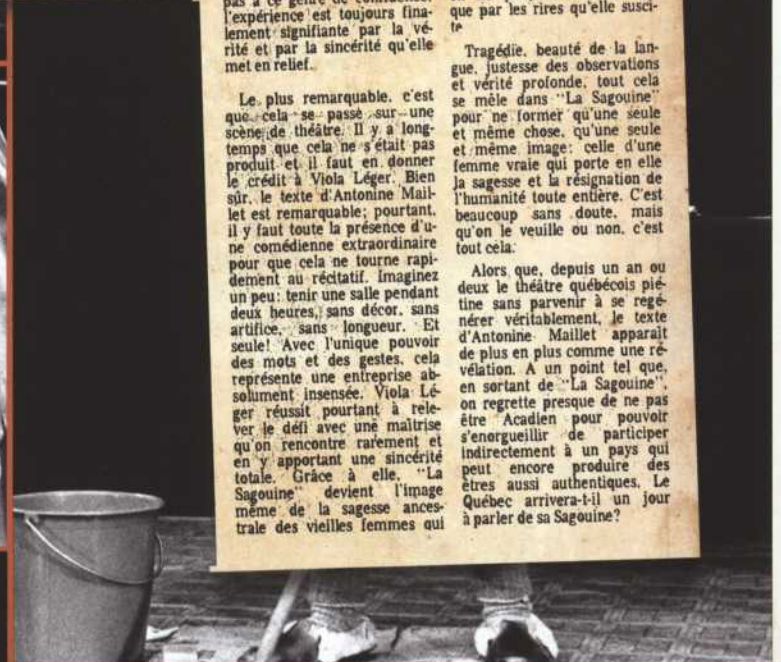 pas à ce genre de confidence,
l'expérience est toujours fina-
lement signifiante par la vé-
rité et par la sincérité qu'elle
met en relief.
Le plus remarquable, c'est
que cela se passe sur une
scène de théâtre. Il y a long-
temps que cela ne s'était pas
produit et il faut en donner
le crédit à Viola Léger. Bien
sûr, le texte d'Antonine Mail-
let est remarquable; pourtant,
il y faut toute la présence d'u-
ne comédienne extraordinaire
pour que cela ne tourne rapi-
dement au récitatif. Imaginez
un peu: tenir une salle pendant
deux heures, sans décor, sans
artifice, sans longueur. Et
seule! Avec l'unique pouvoir
des mots et des gestes, cela
représente une entreprise ab-
solument insensée. Viola Lé-
ger réussit pourtant à rele-
ver le défi avec une maîtrise
qu'on rencontre rarement et
en y apportant une sincérité
totale. Grâce à elle, "La
Sagouine" devient l'image
même de la sagesse ances-
trale des vieilles femmes qui
que par les rires qu'elle susci-
te
Tragédie, beauté de la lan-
gue, justesse des observations
et vérité profonde, tout cela
se mêle dans "La Sagouine"
pour ne former qu'une seule
et même chose, qu'une seule
et même image: celle d'une
femme vraie qui porte en elle
la sagesse et la résignation de
l'humanité toute entière. C'est
beaucoup sans doute, mais
qu'on le veuille ou non, c'est
tout cela.
Alors que, depuis un an ou
deux le théâtre québécois pié-
tine sans parvenir à se regé-
nérer véritablement, le texte
d'Antonine Maillet apparaît
de plus en plus comme une ré-
vélation. A un point tel que,
en sortant de "La Sagouine",
on regrette presque de ne pas
être Acadien pour pouvoir
s'enorgueillir de participer
indirectement à un pays qui
peut encore produire des
êtres aussi authentiques. Le
Québec arrivera-t-il un jour
à parler de sa Sagouine?